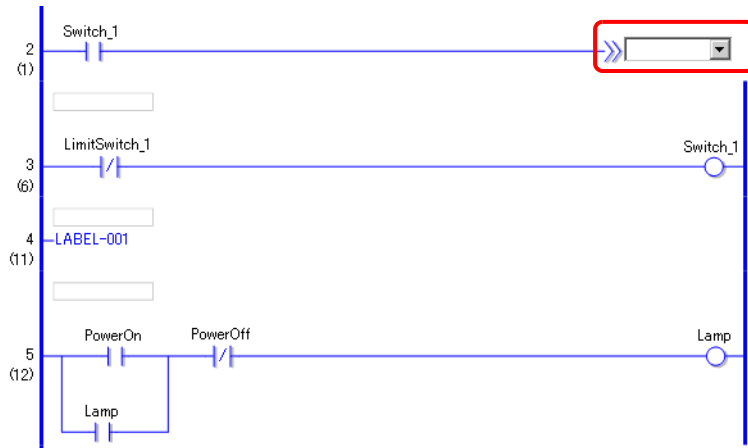 Switch_1
2
(1)
LimitSwitch_1
Switch_1
3
(6)
4
LABEL-001
(11)
PowerOn PowerOff Lamp
5
(12)
Lamp